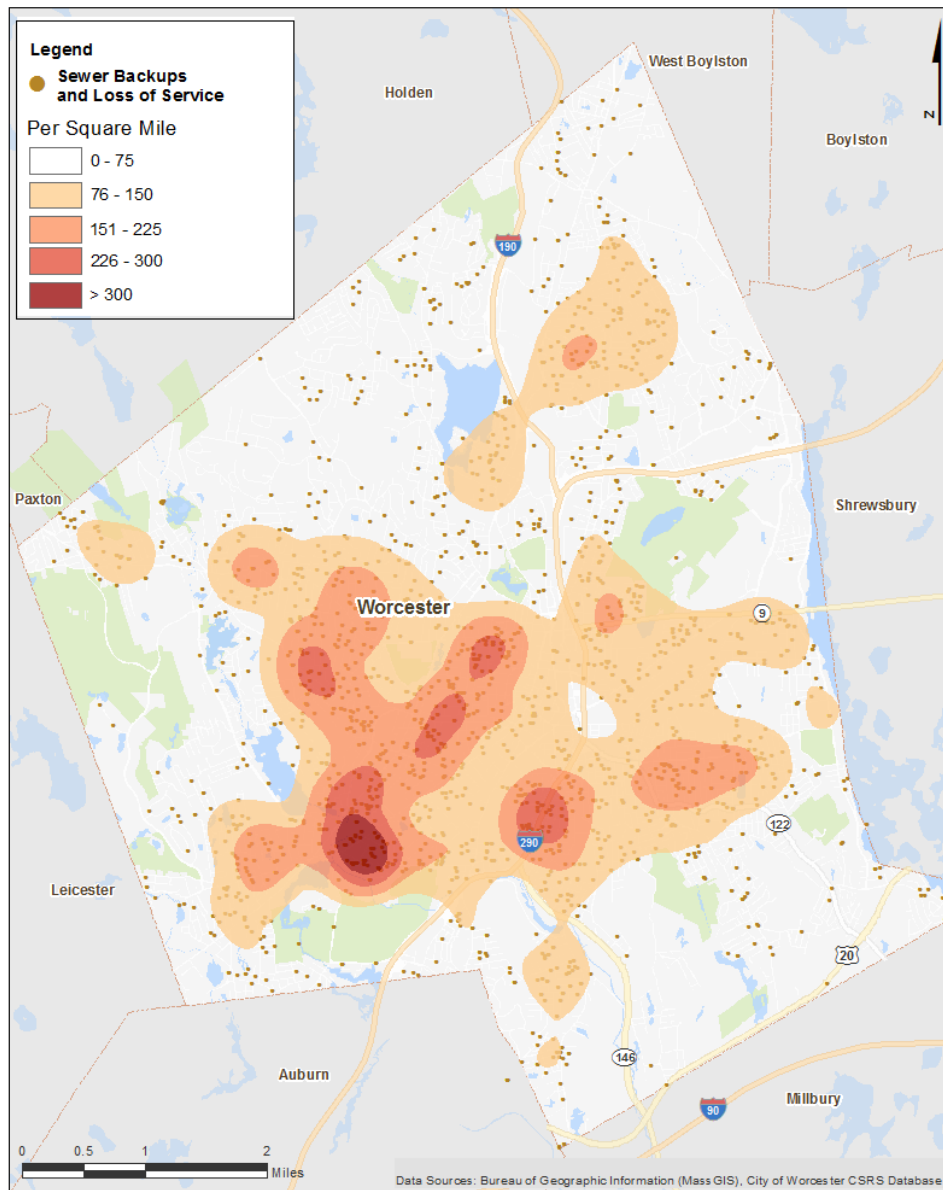 Legend
Sewer Backups
and Loss of Service
Per Square Mile
0 - 75
76 - 150
151 - 225
226 - 300
> 300
West Boylston
Holden
N
Boylston
190
Paxton
Shrewsbury
Worcester
9
122
290
Leicester
20
146
Auburn
Millbury
90
0 0.5 1 2
Miles
Data Sources: Bureau of Geographic Information (Mass GIS), City of Worcester CSRS Database